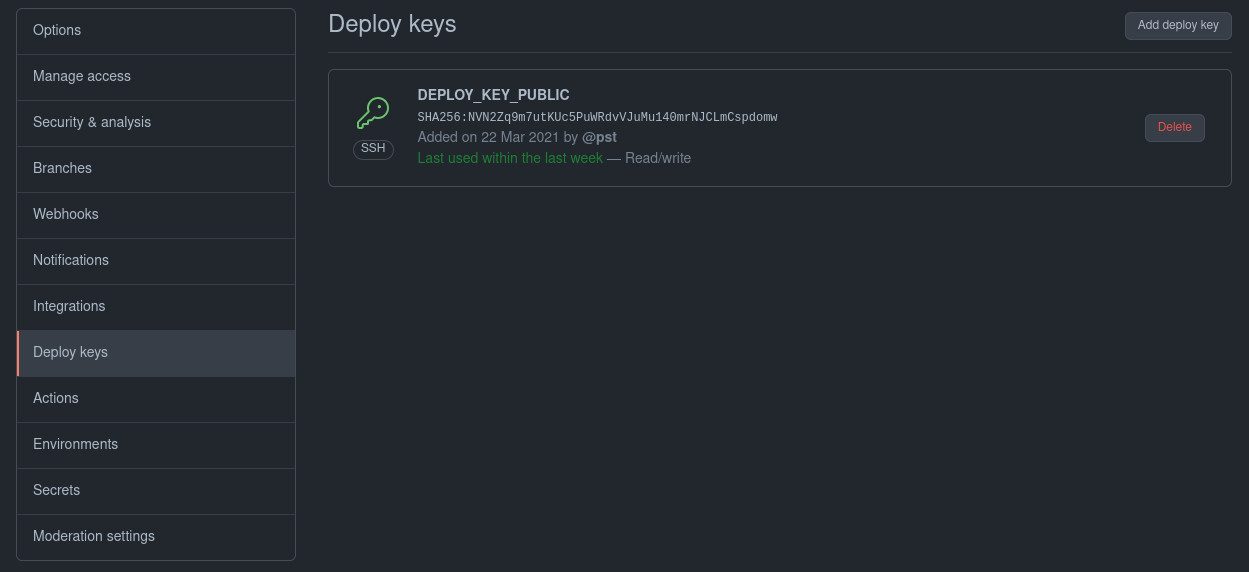 Options
Manage access
Security & analysis
Branches
Webhooks
Notifications
Integrations
Deploy keys
Actions
Environments
Secrets
Moderation settings
Deploy keys
Add deploy key
DEPLOY_KEY_PUBLIC
SHA256:NVN2Zq9m7utKUc5PuWRdvVJuMu140mrNJCLmCspdomw
SSH
Added on 22 Mar 2021 by @pst
Last used within the last week — Read/write
Delete